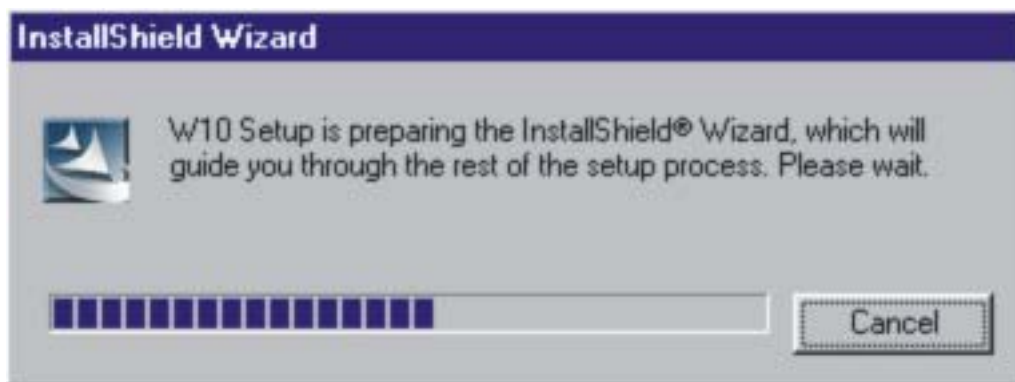 InstallShield Wizard
W10 Setup is preparing the InstallShield® Wizard, which will
guide you through the rest of the setup process. Please wait.
Cancel